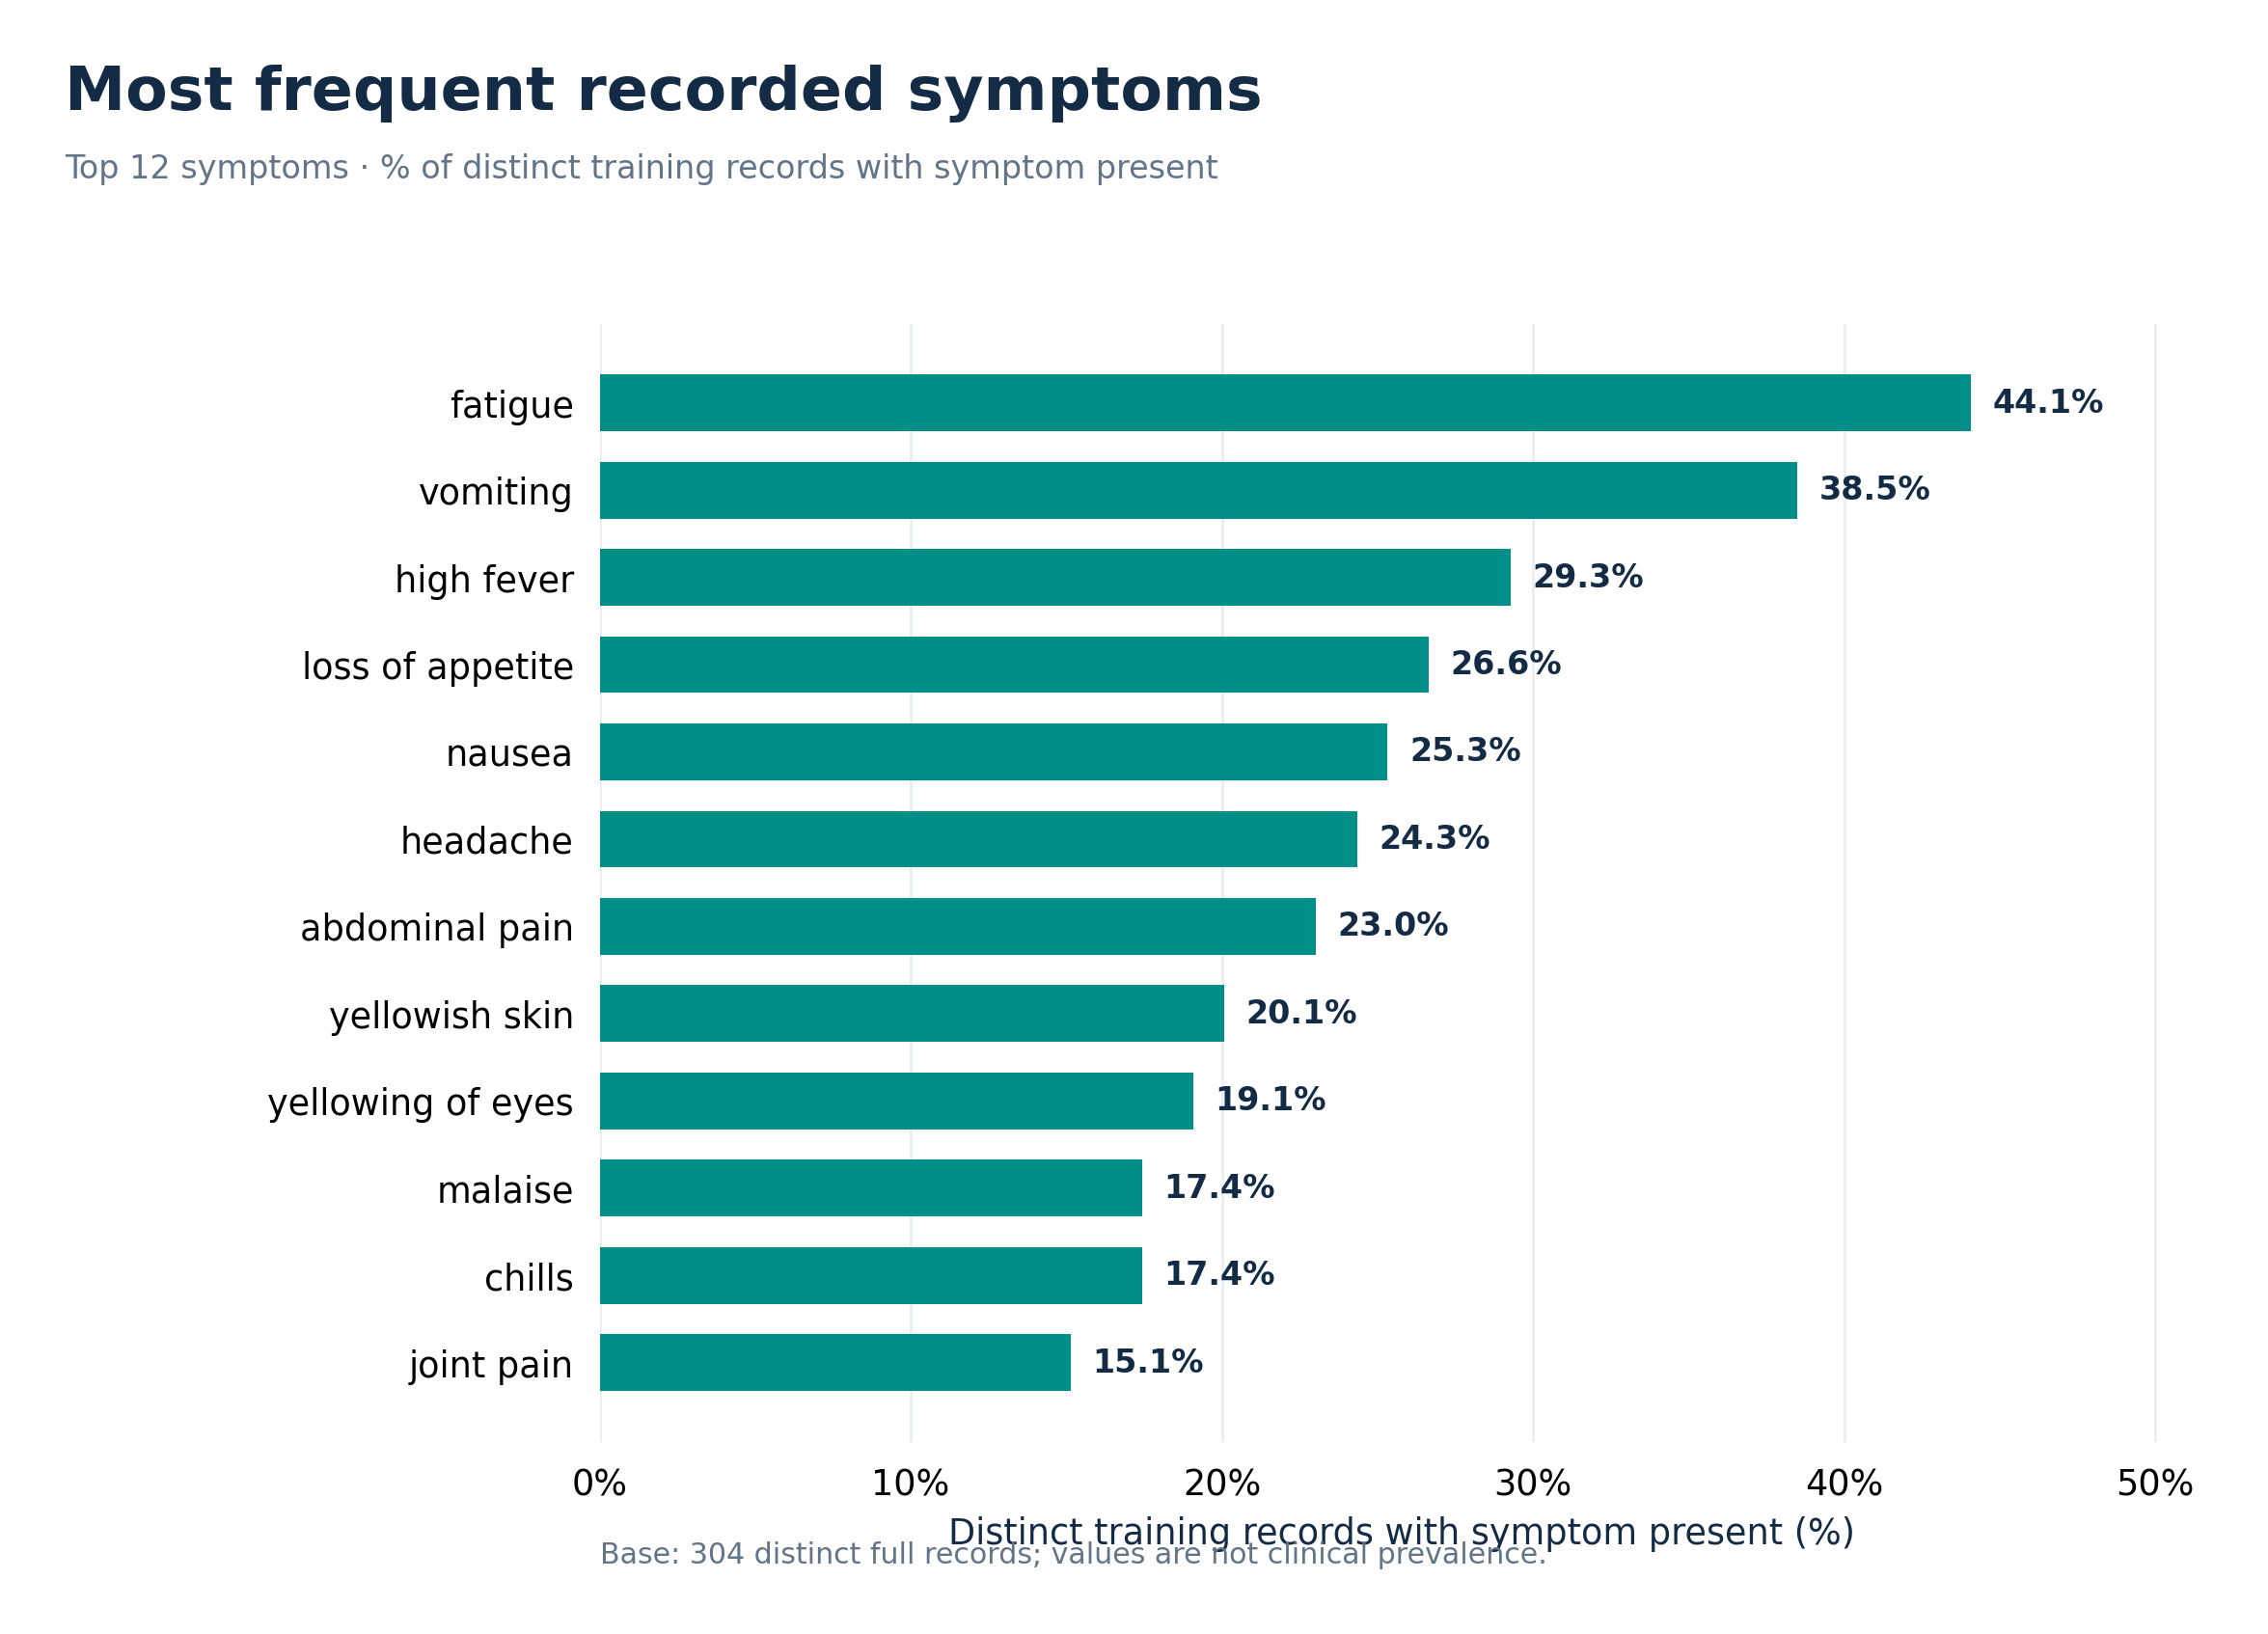 Most frequent recorded symptoms
Top 12 symptoms · % of distinct training records with symptom present
fatigue 44.1%
vomiting 38.5%
high fever 29.3%
loss of appetite 26.6%
nausea 25.3%
headache 24.3%
abdominal pain 23.0%
yellowish skin 20.1%
yellowing of eyes 19.1%
malaise 17.4%
chills 17.4%
joint pain 15.1%
0% 10% 20% 30% 40% 50%
Distinct training records with symptom present (%)
Base: 304 distinct full records; values are not clinical prevalence.